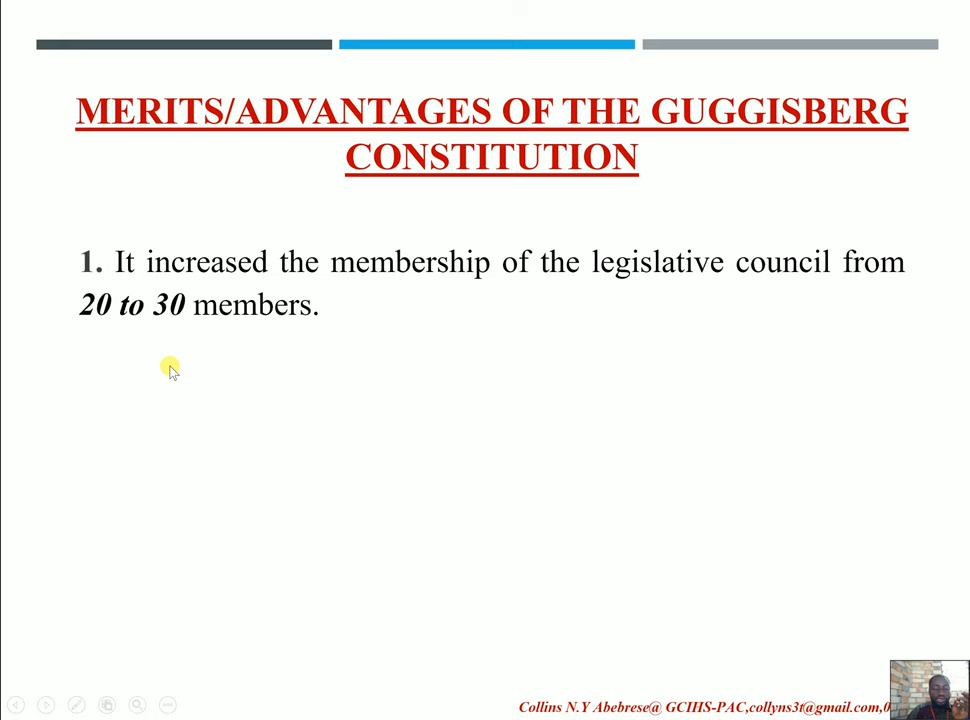 MERITS/ADVANTAGES OF THE GUGGISBERG
CONSTITUTION
1. It increased the membership of the legislative council from
20 to 30 members.
Collins N.Y Abebrese@ GCIHS-PAC,collyns3t@gmail.com,0